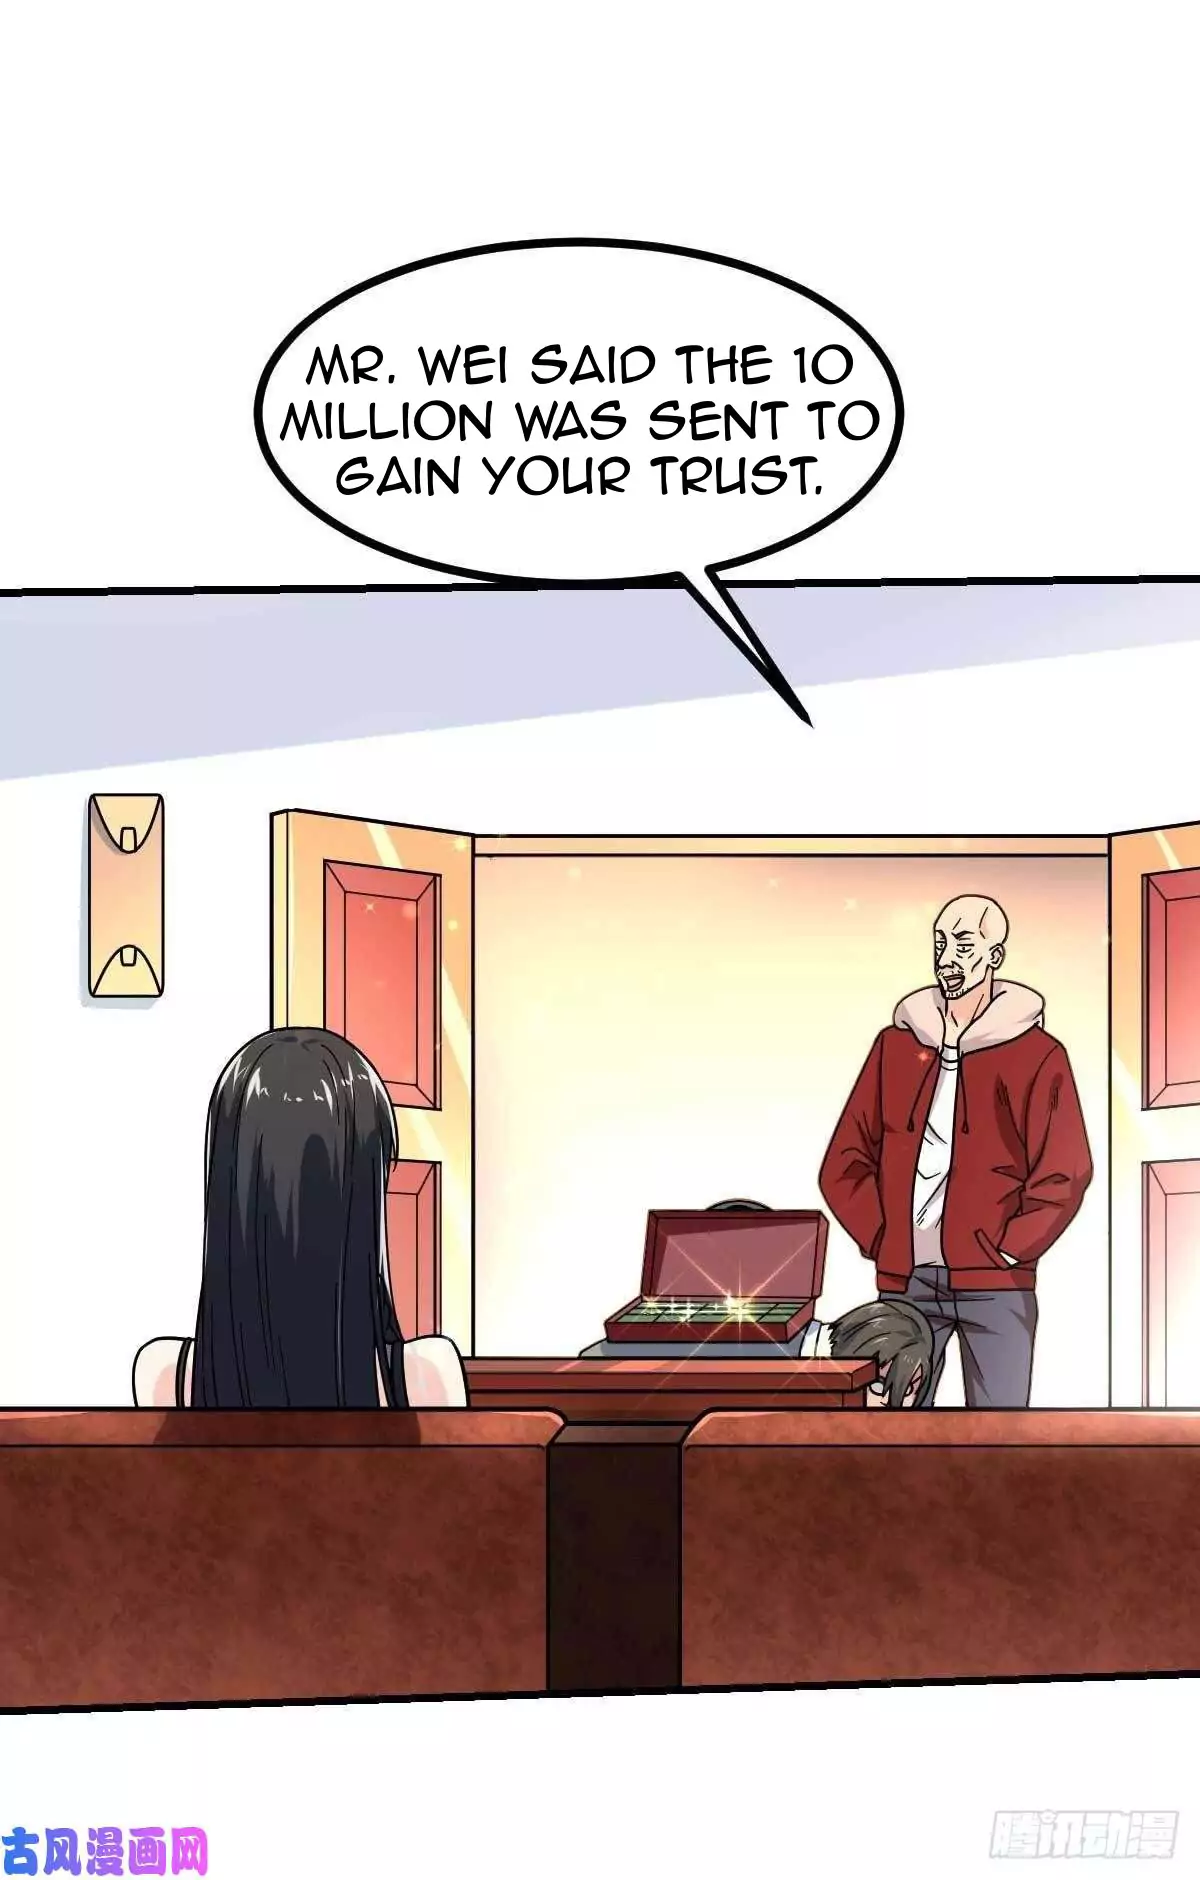 MR. WEI SAID THE 10
MILLION WAS SENT TO
GAIN YOUR TRUST.
古风漫画网
腾讯动漫